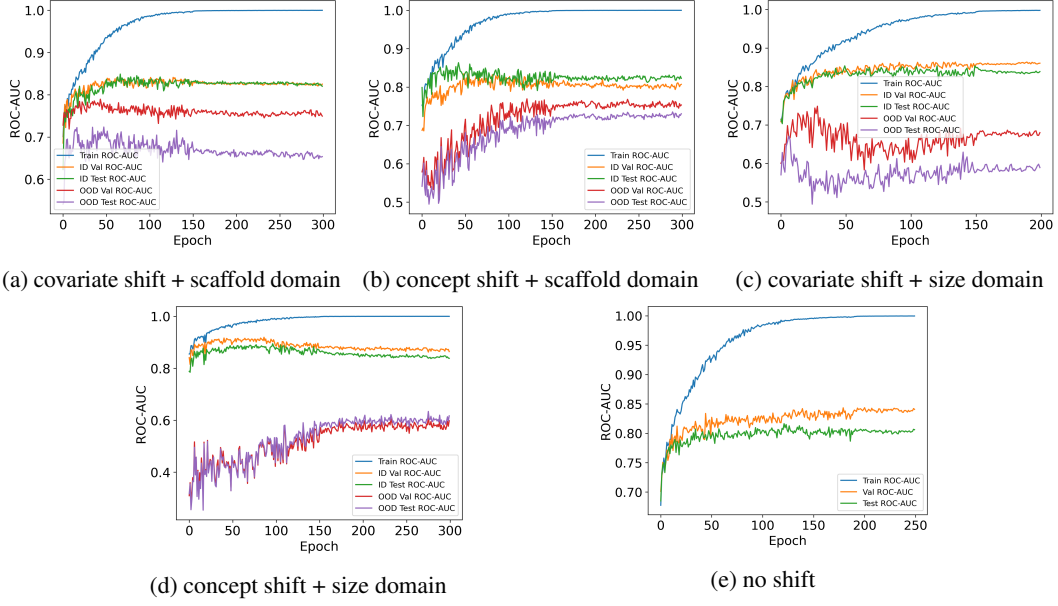 1.0
0.9
0.8
0.7
0.6
ROC-AUC
Train ROC-AUC
ID Val ROC-AUC
ID Test ROC-AUC
OOD Val ROC-AUC
OOD Test ROC-AUC
0 50 100 150 200 250 300
Epoch
(a) covariate shift + scaffold domain
1.0
0.9
0.8
0.7
0.6
0.5
ROC-AUC
Train ROC-AUC
ID Val ROC-AUC
ID Test ROC-AUC
OOD Val ROC-AUC
OOD Test ROC-AUC
0 50 100 150 200 250 300
Epoch
(b) concept shift + scaffold domain
1.0
0.9
0.8
0.7
0.6
0.5
ROC-AUC
Train ROC-AUC
ID Val ROC-AUC
ID Test ROC-AUC
OOD Val ROC-AUC
OOD Test ROC-AUC
0 50 100 150 200
Epoch
(c) covariate shift + size domain
1.0
0.8
0.6
0.4
ROC-AUC
Train ROC-AUC
ID Val ROC-AUC
ID Test ROC-AUC
OOD Val ROC-AUC
OOD Test ROC-AUC
0 50 100 150 200 250 300
Epoch
(d) concept shift + size domain
1.00
0.95
0.90
0.85
0.80
0.75
0.70
ROC-AUC
Train ROC-AUC
Val ROC-AUC
Test ROC-AUC
0 50 100 150 200 250
Epoch
(e) no shift